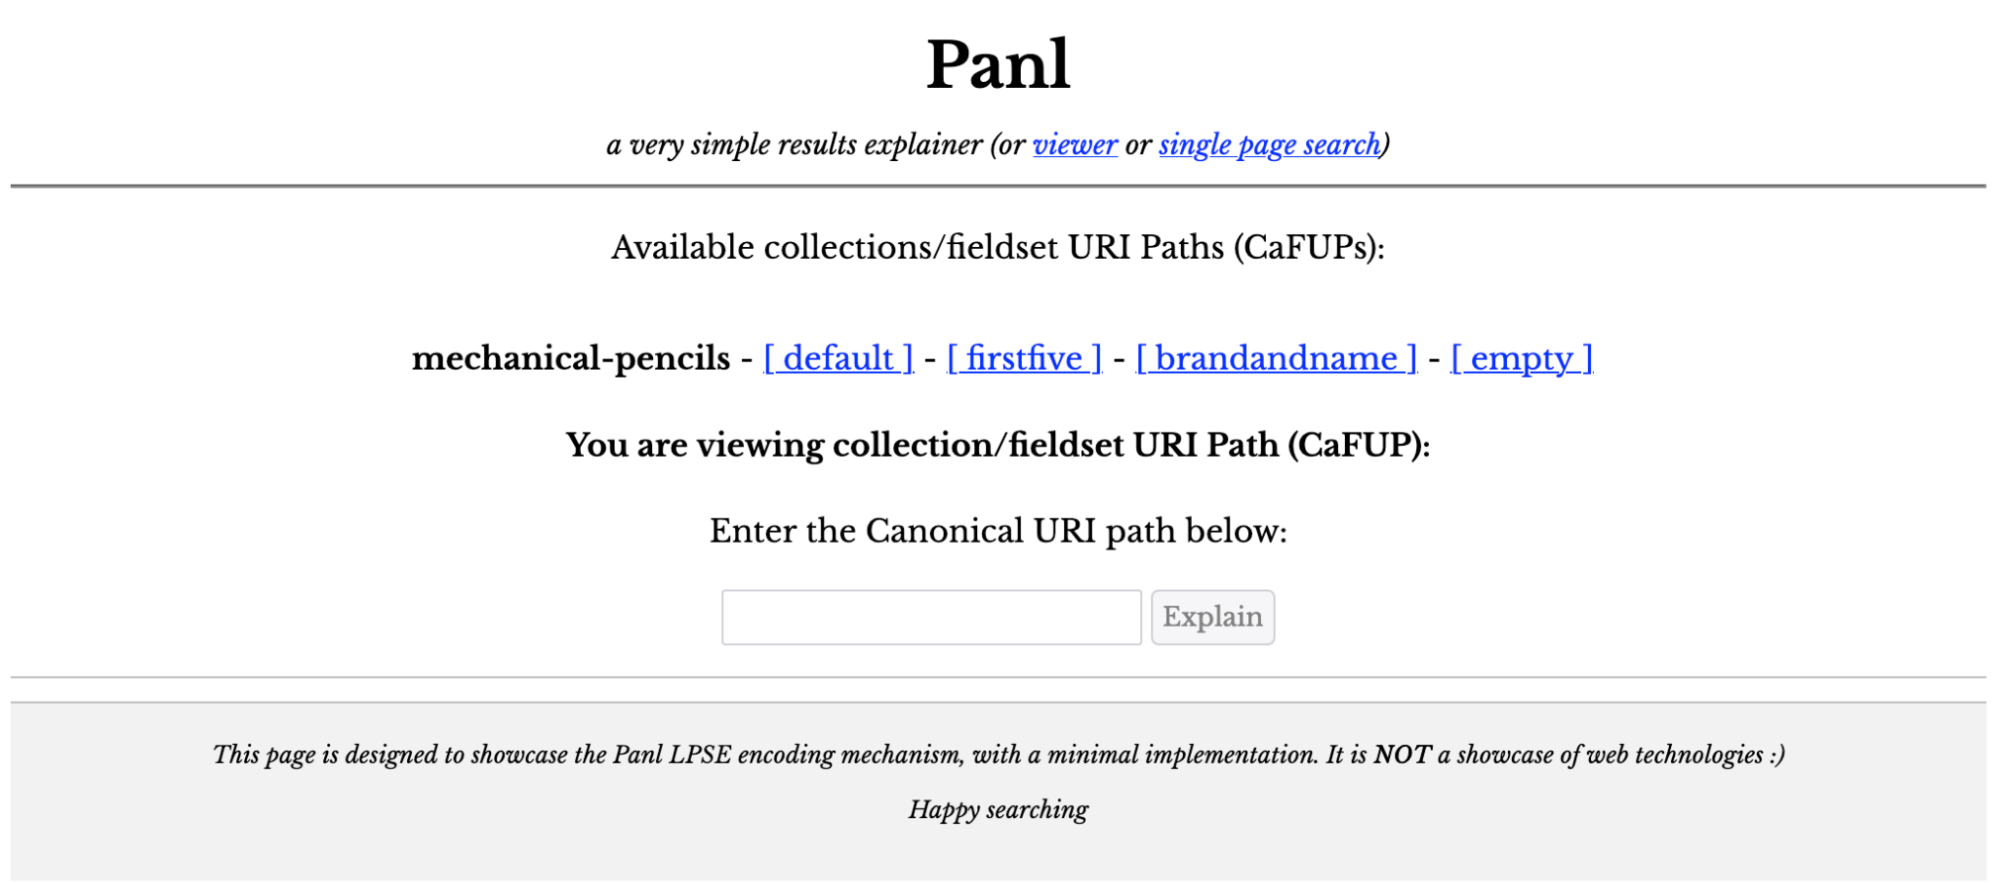 Panl
a very simple results explainer (or viewer or single page search)
Available collections/fieldset URI Paths (CaFUPs):
mechanical-pencils - [ default ] - [ firstfive ] - [ brandandname ] - [ empty ]
You are viewing collection/fieldset URI Path (CaFUP):
Enter the Canonical URI path below:
Explain
This page is designed to showcase the Panl LPSE encoding mechanism, with a minimal implementation. It is NOT a showcase of web technologies :)
Happy searching